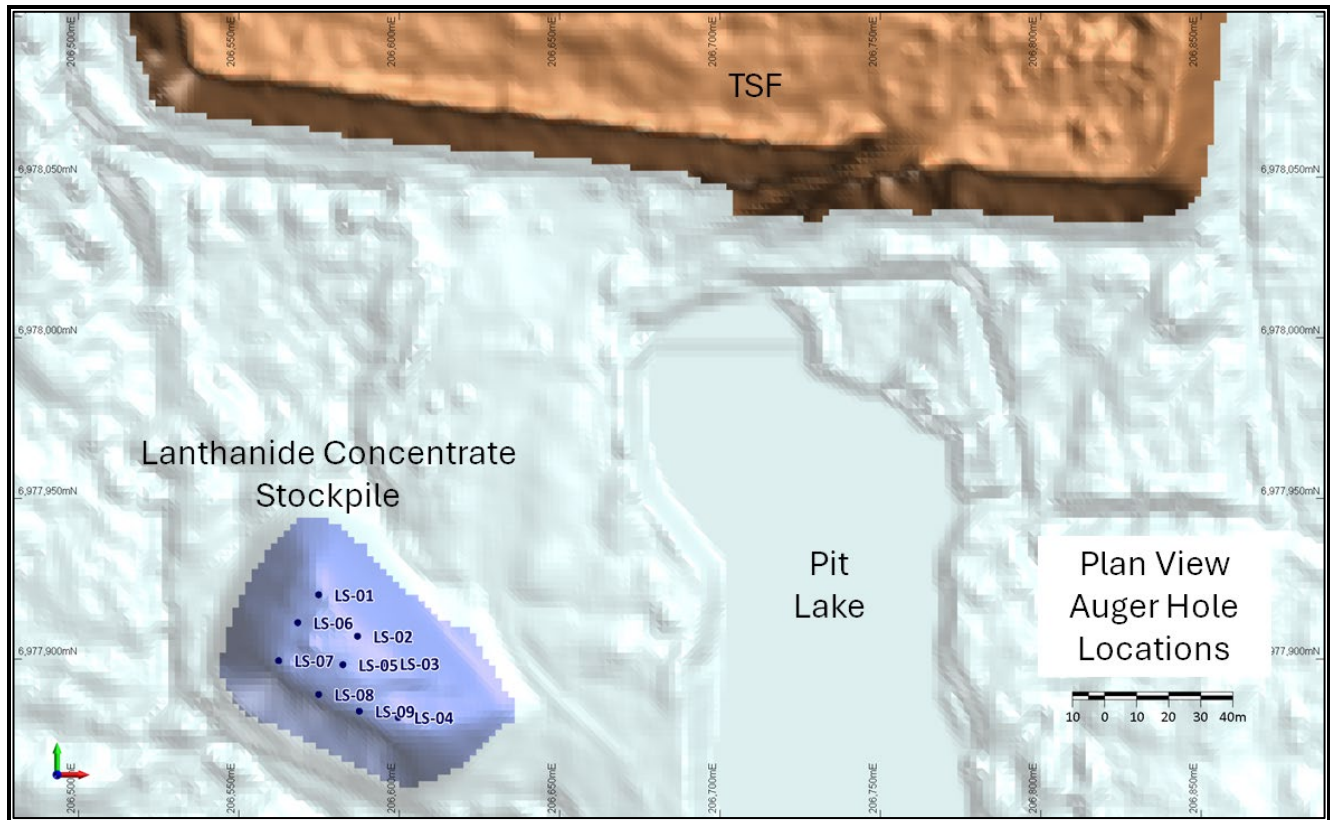 206,500mE
206,550mE
206,600mE
206,650mE
206,700mE
206,750mE
206,800mE
206,850mE
TSF
6,978,050mN
6,978,050mN
6,978,000mN
6,978,000mN
Lanthanide Concentrate
Stockpile
6,977,950mN
6,977,950mN
Pit
Lake
Plan View
Auger Hole
Locations
LS-01
LS-06
LS-02
LS-07
LS-05
LS-03
6,977,900mN
977,900mN
LS-08
LS-09
LS-04
10 0 10 20 30 40m
206,500mE
206,550mE
206,600mE
206,650mE
206,700mE
206,750mE
206,800mE
206,850mE